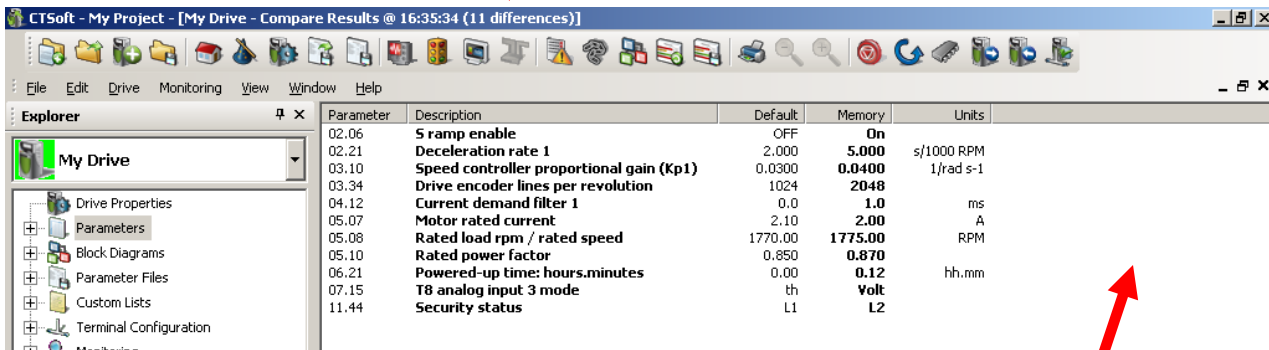 CTSoft - My Project - [My Drive - Compare Results @ 16:35:34 (11 differences)]
File Edit Drive Monitoring View Window Help
Explorer
My Drive
Drive Properties
Parameters
Block Diagrams
Parameter Files
Custom Lists
Terminal Configuration
Parameter Description Default Memory Units
02.06 S ramp enable OFF On
02.21 Deceleration rate 1 2.000 5.000 s/1000 RPM
03.10 Speed controller proportional gain (Kp1) 0.0300 0.0400 1/rad s-1
03.34 Drive encoder lines per revolution 1024 2048
04.12 Current demand filter 1 0.0 1.0 ms
05.07 Motor rated current 2.10 2.00 A
05.08 Rated load rpm / rated speed 1770.00 1775.00 RPM
05.10 Rated power factor 0.850 0.870
06.21 Powered-up time: hours.minutes 0.00 0.12 hh.mm
07.15 T8 analog input 3 mode th Volt
11.44 Security status L1 L2